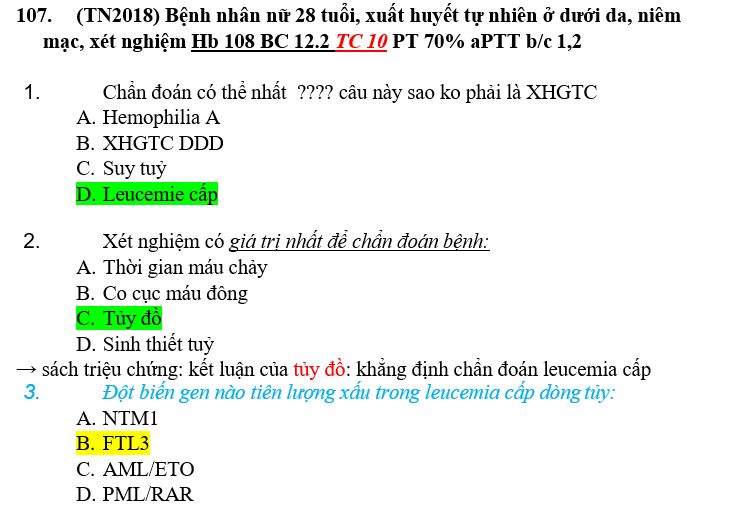 107. (TN2018) Bệnh nhân nữ 28 tuổi, xuất huyết tự nhiên ở dưới da, niêm
mạc, xét nghiệm Hb 108 BC 12.2 TC 10 PT 70% aPTT b/c 1,2
1. Chẩn đoán có thể nhất ???? câu này sao ko phải là XHGTC
A. Hemophilia A
B. XHGTC DDD
C. Suy tuỷ
D. Leucemie cấp
2. Xét nghiệm có giá trị nhất để chẩn đoán bệnh:
A. Thời gian máu chảy
B. Co cục máu đông
C. Tủy đồ
D. Sinh thiết tuỷ
→ sách triệu chứng: kết luận của tủy đồ: khẳng định chẩn đoán leucemia cấp
3. Đột biến gen nào tiên lượng xấu trong leucemia cấp dòng tủy:
A. NTM1
B. FTL3
C. AML/ETO
D. PML/RAR